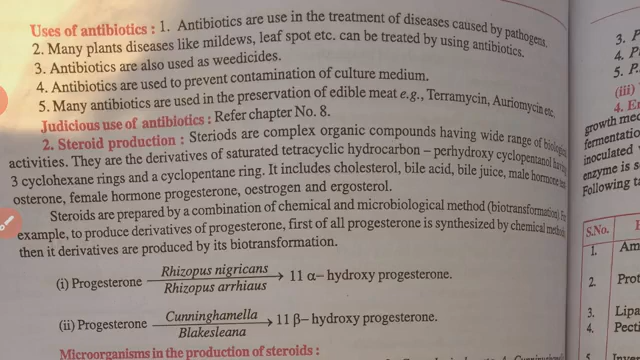 Uses of antibiotics : 1. Antibiotics are use in the treatment of diseases caused by pathogens.
2. Many plants diseases like mildews, leaf spot etc. can be treated by using antibiotics.
3. Antibiotics are also used as weedicides.
4. Antibiotics are used to prevent contamination of culture medium.
5. Many antibiotics are used in the preservation of edible meat e.g., Terramycin, Auriomycin etc.
Judicious use of antibiotics : Refer chapter No. 8.
2. Steroid production : Steriods are complex organic compounds having wide range of
activities. They are the derivatives of saturated tetracyclic hydrocarbon – perhydroxy cyclopentanol
3 cyclohexane rings and a cyclopentane ring. It includes cholesterol, bile acid, bile juice, male hormone
osterone, female hormone progesterone, oestrogen and ergosterol.
Steroids are prepared by a combination of chemical and microbiological method (biotransformation)
example, to produce derivatives of progesterone, first of all progesterone is synthesized by chemical
then it derivatives are produced by its biotransformation.
(i) Progesterone Rhizopus nigricans → 11 α– hydroxy progesterone.
Rhizopus arrhiaus
(ii) Progesterone Cunninghamella → 11 β– hydroxy progesterone.
Blakesleana
Microorganisms in the production of steroids :
3. P
4. P
5. P.
(iii)
4. E
growth med
fermentation
inoculated
enzyme is s
Following t
S.No.
1. Am
2. Prot
3. Lipa
4. Pecti
5.